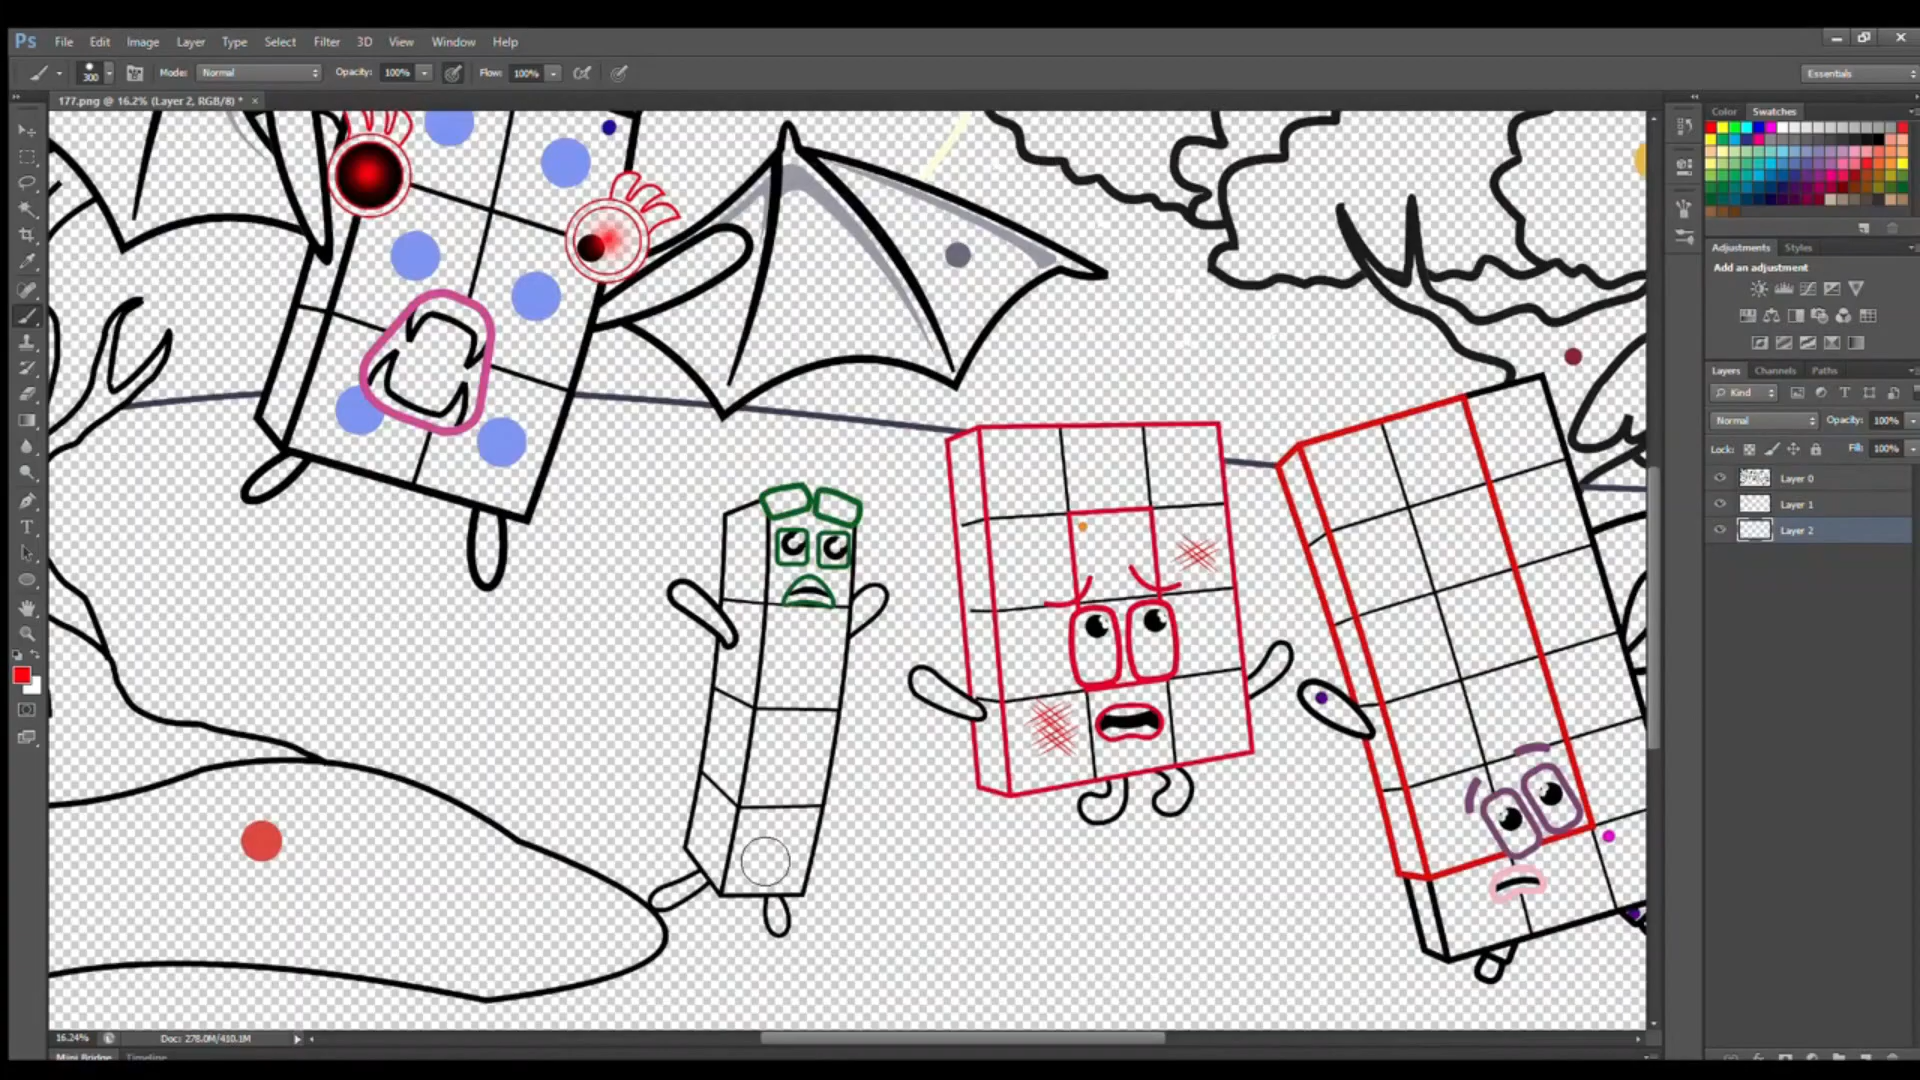 Ps File Edit Image Layer Type Select Filter 3D View Window Help
300 Mode: Normal Opacity: 100% Flow: 100% Essentials
177.png @ 16.2% (Layer 2, RGB/8) * ×
Color Swatches
Adjustments Styles
Add an adjustment
Layers Channels Paths
Kind
Normal Opacity: 100%
Lock: Fill: 100%
Layer 0
Layer 1
Layer 2
16.24% Doc: 278.0M/410.1M
Mini Bridge Timeline